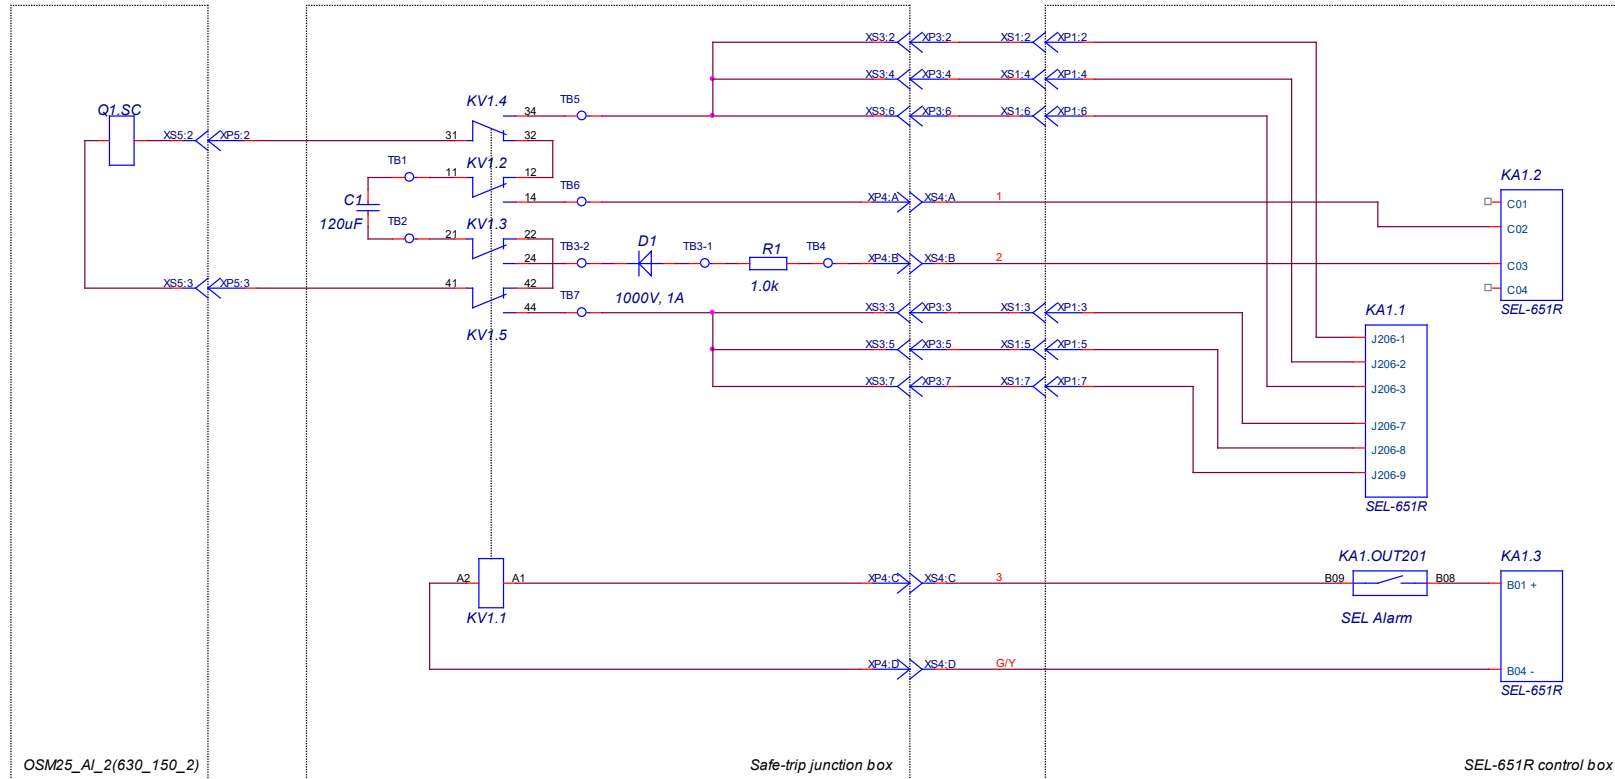 XS3:2 XP3:2 XS1:2 XP1:2
XS3:4 XP3:4 XS1:4 XP1:4
Q1.SC KV1.4 TB5 34 XS3:6 XP3:6 XS1:6 XP1:6
XS5:2 XP5:2 31 32
TB1 11 KV1.2 12 TB6 KA1.2
C1 14 XP4:A XS4:A 1 C01
120uF TB2 KV1.3 C02
21 22 TB3-2 D1 TB3-1 R1 TB4
24 XP4:B XS4:B 2 C03
XS5:3 XP5:3 41 42 TB7 1000V, 1A 1.0k C04
44 XS3:3 XP3:3 XS1:3 XP1:3 KA1.1 SEL-651R
KV1.5 J206-1
XS3:5 XP3:5 XS1:5 XP1:5 J206-2
XS3:7 XP3:7 XS1:7 XP1:7 J206-3
J206-7
J206-8
J206-9
SEL-651R
KA1.OUT201 KA1.3
A2 A1 XP4:C XS4:C 3 B09 B08 B01 +
KV1.1 SEL Alarm
XP4:D XS4:D G/Y B04 -
SEL-651R
OSM25_Al_2(630_150_2) Safe-trip junction box SEL-651R control box